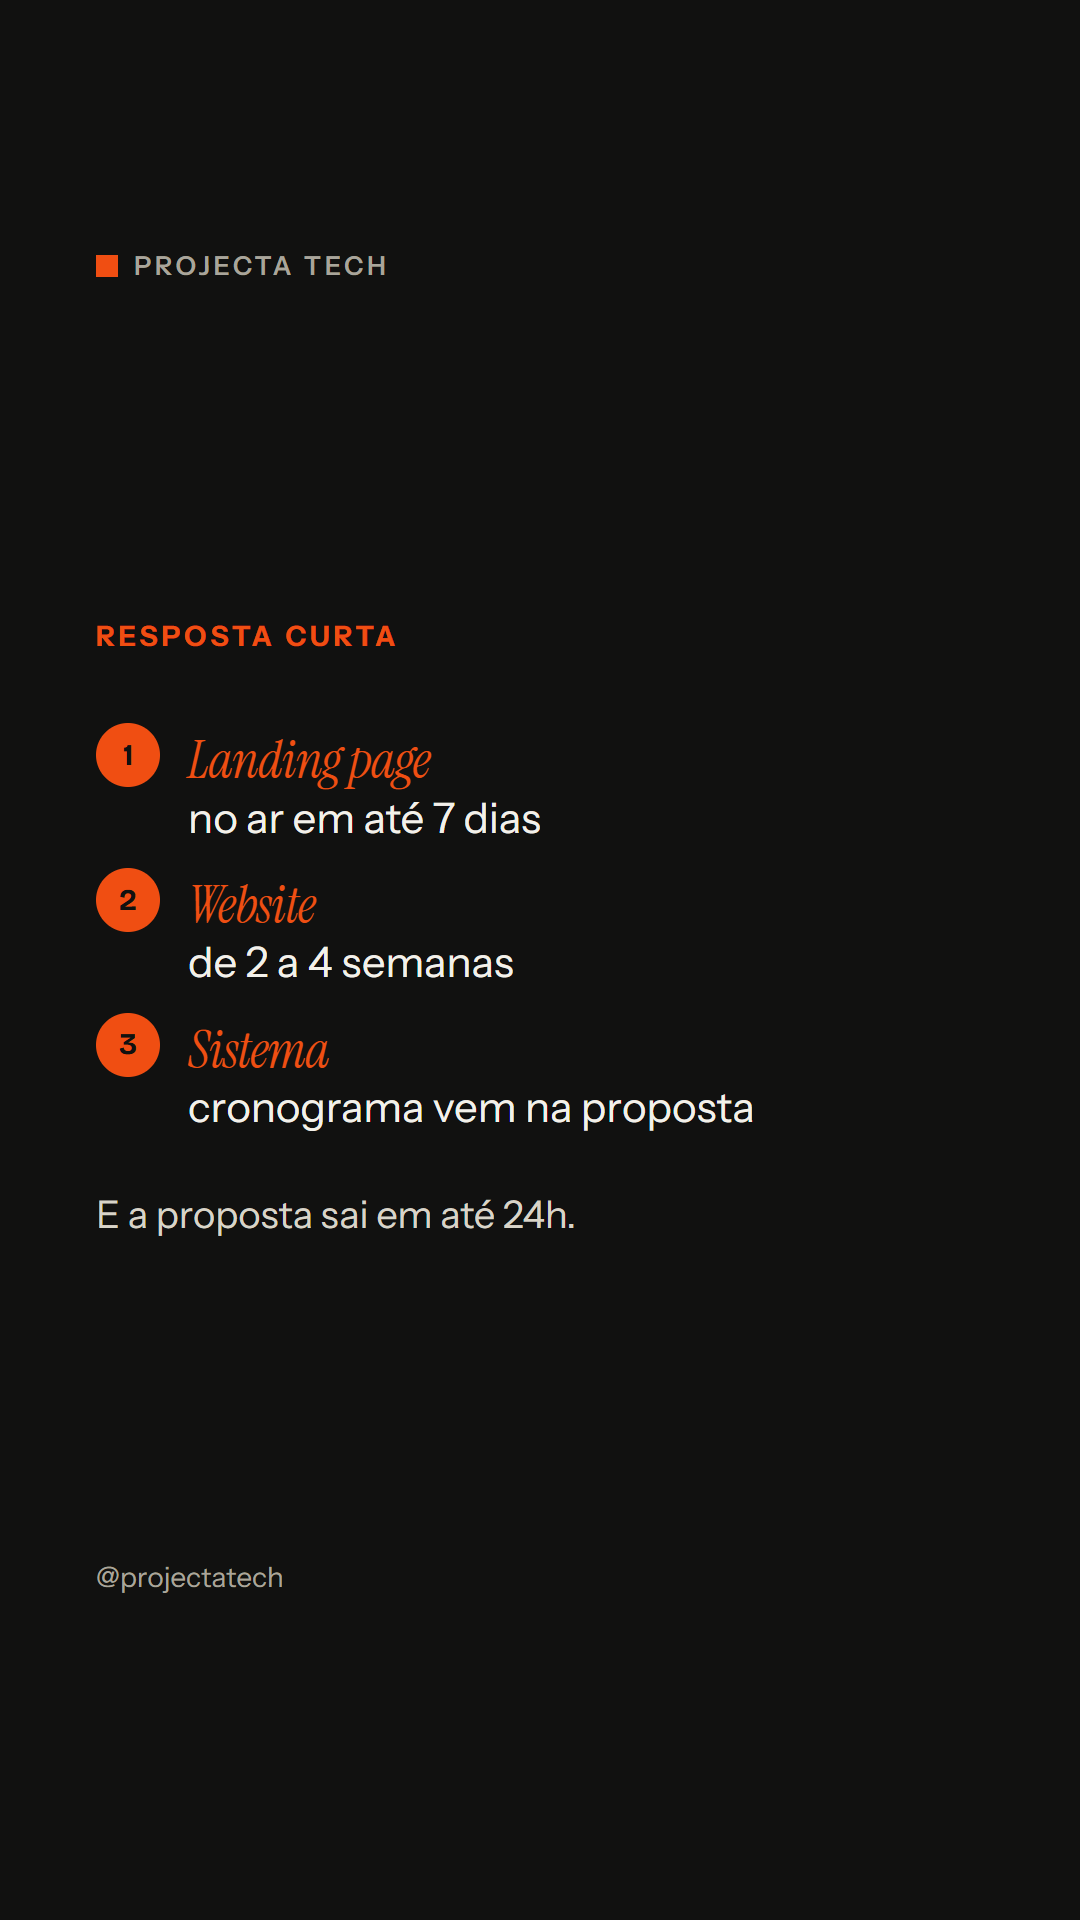 PROJECTA TECH
RESPOSTA CURTA
1 Landing page
no ar em até 7 dias
2 Website
de 2 a 4 semanas
3 Sistema
cronograma vem na proposta
E a proposta sai em até 24h.
@projectatech